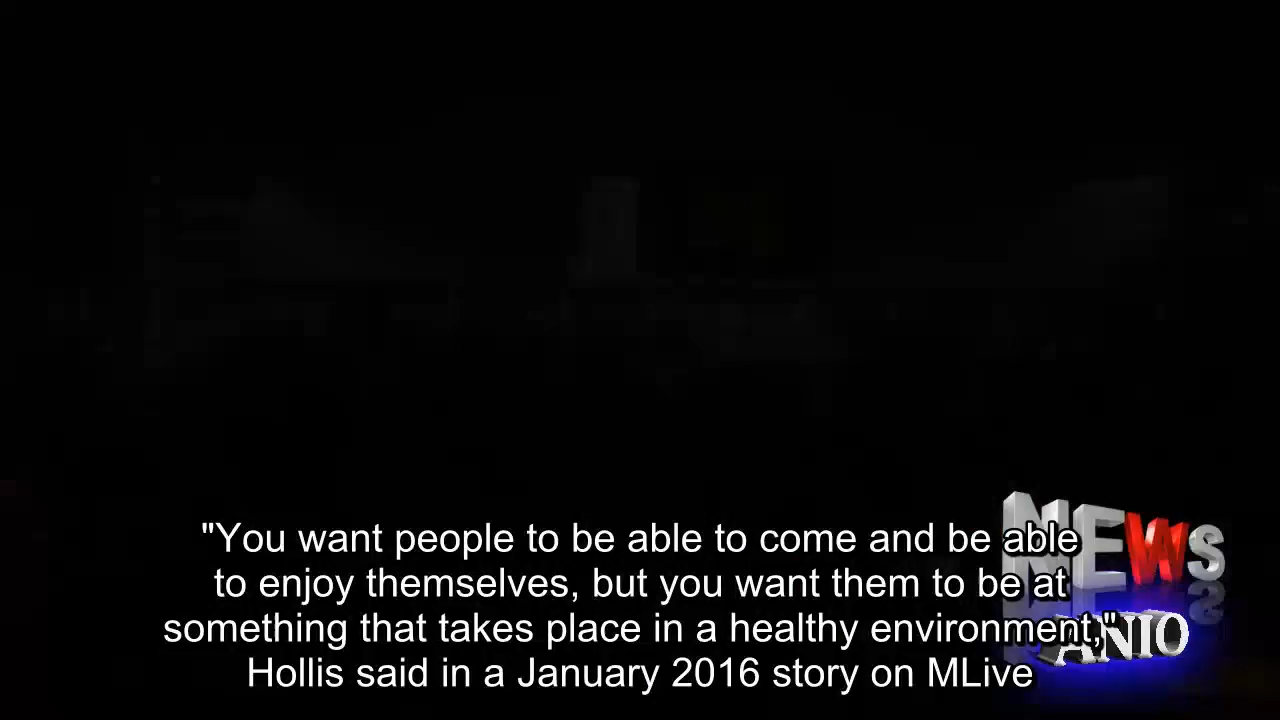 NEWS
"You want people to be able to come and be able
to enjoy themselves, but you want them to be at
something that takes place in a healthy environment,"
ANIO
Hollis said in a January 2016 story on MLive